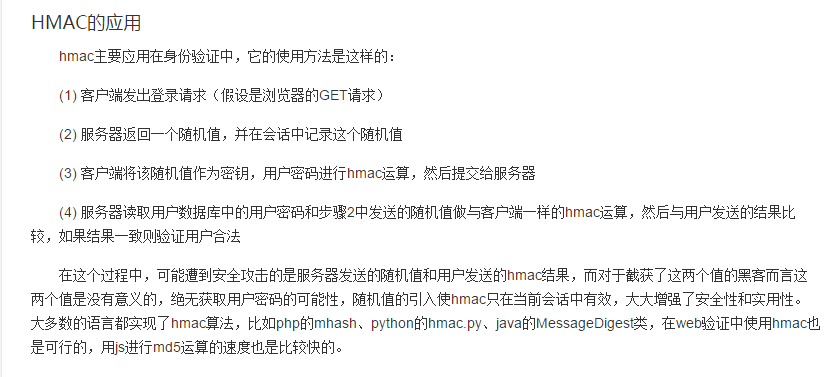 HMAC的应用
hmac主要应用在身份验证中，它的使用方法是这样的：
(1) 客户端发出登录请求（假设是浏览器的GET请求）
(2) 服务器返回一个随机值，并在会话中记录这个随机值
(3) 客户端将该随机值作为密钥，用户密码进行hmac运算，然后提交给服务器
(4) 服务器读取用户数据库中的用户密码和步骤2中发送的随机值做与客户端一样的hmac运算，然后与用户发送的结果比
较，如果结果一致则验证用户合法
在这个过程中，可能遭到安全攻击的是服务器发送的随机值和用户发送的hmac结果，而对于截获了这两个值的黑客而言这
两个值是没有意义的，绝无获取用户密码的可能性，随机值的引入使hmac只在当前会话中有效，大大增强了安全性和实用性。
大多数的语言都实现了hmac算法，比如php的mhash、python的hmac.py、java的MessageDigest类，在web验证中使用hmac也
是可行的，用js进行md5运算的速度也是比较快的。